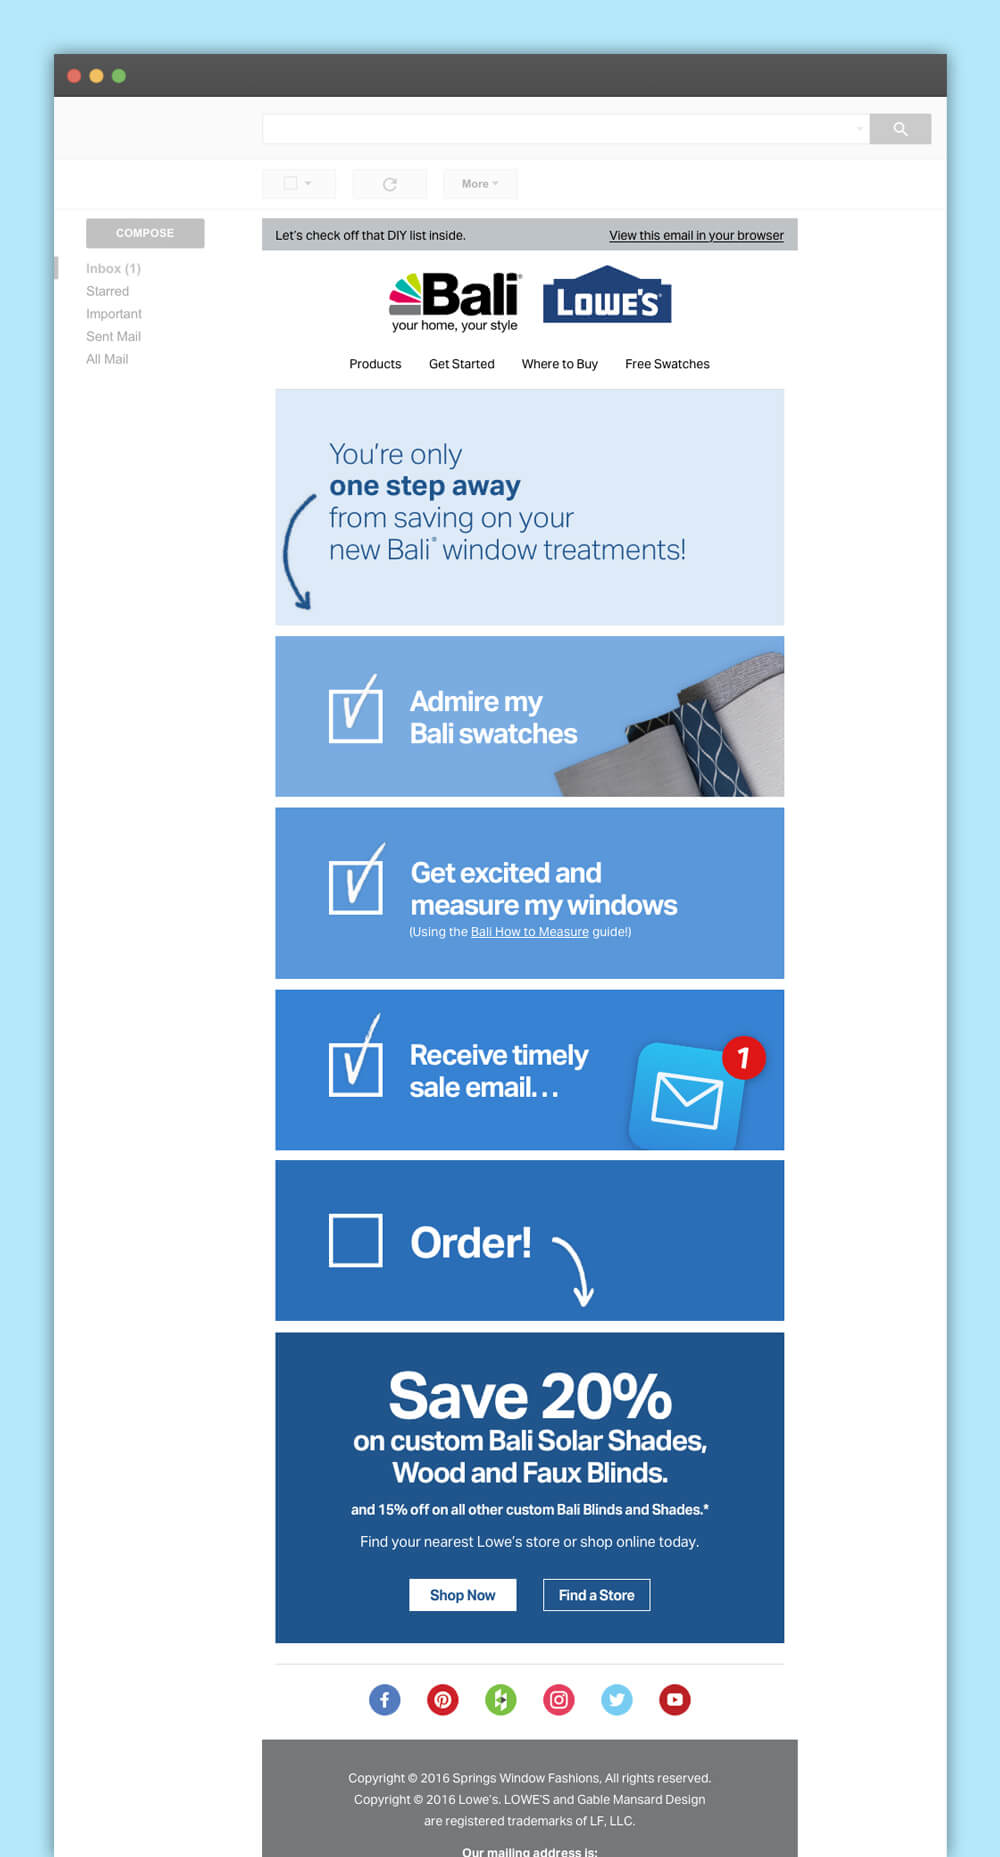 More
COMPOSE
Inbox (1)
Starred
Important
Sent Mail
All Mail
Let's check off that DIY list inside.
View this email in your browser
Bali®
your home, your style
LOWE'S®
Products
Get Started
Where to Buy
Free Swatches
You're only
one step away
from saving on your
new Bali® window treatments!
Admire my
Bali swatches
Get excited and
measure my windows
(Using the Bali How to Measure guide!)
Receive timely
sale email...
1
Order!
Save 20%
on custom Bali Solar Shades,
Wood and Faux Blinds.
and 15% off on all other custom Bali Blinds and Shades.*
Find your nearest Lowe's store or shop online today.
Shop Now
Find a Store
Copyright © 2016 Springs Window Fashions, All rights reserved.
Copyright © 2016 Lowe's. LOWE'S and Gable Mansard Design
are registered trademarks of LF, LLC.
Our mailing address is: